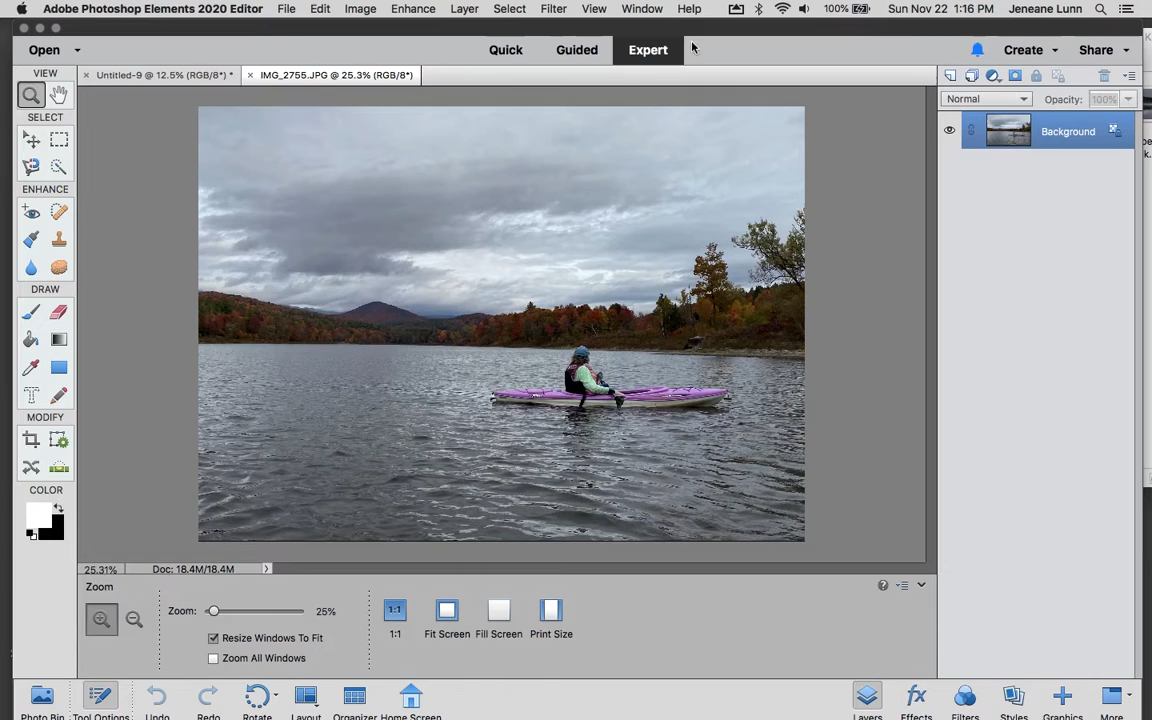 Adobe Photoshop Elements 2020 Editor File Edit Image Enhance Layer Select Filter View Window Help 100% Sun Nov 22 1:16 PM Jeneane Lunn
Open Quick Guided Expert Create Share
VIEW
× Untitled-9 @ 12.5% (RGB/8*) * × IMG_2755.JPG @ 25.3% (RGB/8*)
Normal Opacity: 100%
SELECT
Background
ENHANCE
DRAW
T
MODIFY
COLOR
25.31% Doc: 18.4M/18.4M
Zoom
Zoom: 25% 1:1
1:1 Fit Screen Fill Screen Print Size
Resize Windows To Fit
Zoom All Windows
fx
Photo Bin Tool Options Undo Redo Rotate Layout Organizer Home Screen Layers Effects Filters Styles Graphics More